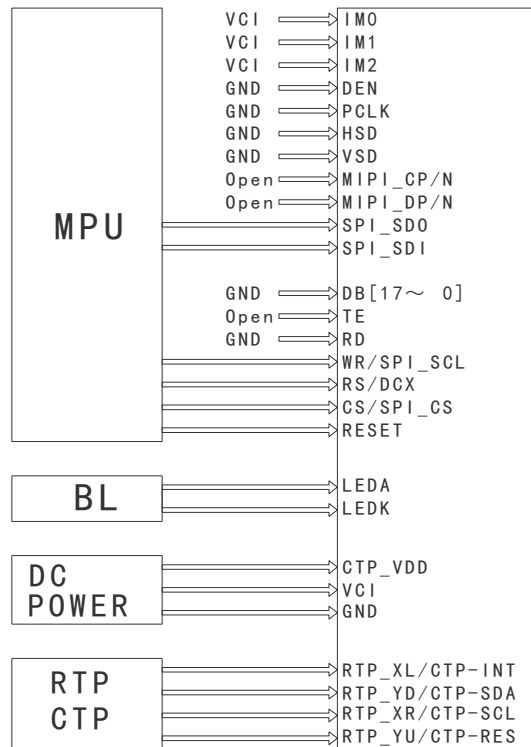 VCI IM0
VCI IM1
VCI IM2
GND DEN
GND PCLK
GND HSD
GND VSD
Open MIPI_CP/N
Open MIPI_DP/N
MPU
SPI_SDO
SPI_SDI
GND DB[17～ 0]
Open TE
GND RD
WR/SPI_SCL
RS/DCX
CS/SPI_CS
RESET
BL
LEDA
LEDK
DC
POWER
CTP_VDD
VCI
GND
RTP
CTP
RTP_XL/CTP-INT
RTP_YD/CTP-SDA
RTP_XR/CTP-SCL
RTP_YU/CTP-RES